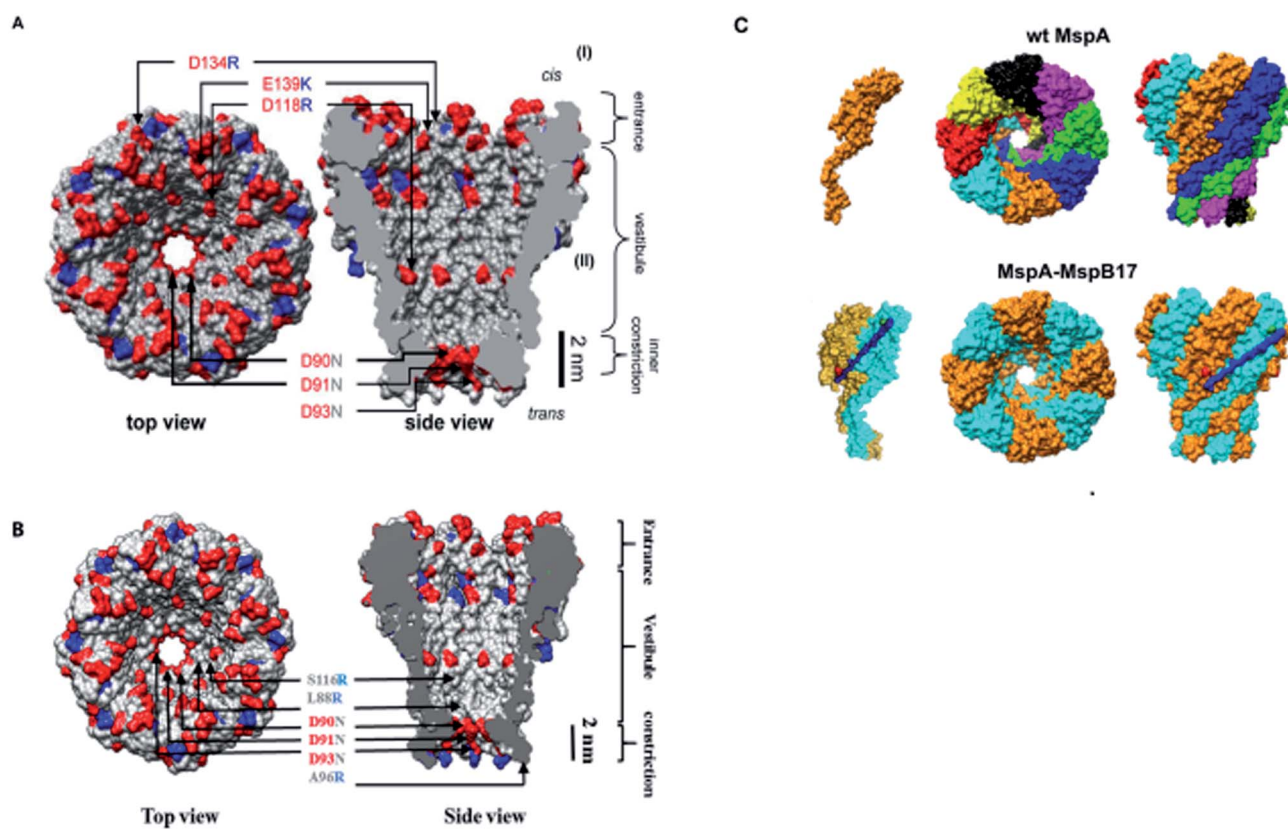 A
D134R
E139K
D118R
(I)
cis
entrance
vestibule
(II)
inner
constriction
2 nm
D90N
D91N
D93N
trans
top view
side view
B
Entrance
Vestibule
constriction
S116R
L88R
D90N
D91N
D93N
A96R
2 nm
Top view
Side view
C
wt MspA
MspA-MspB17